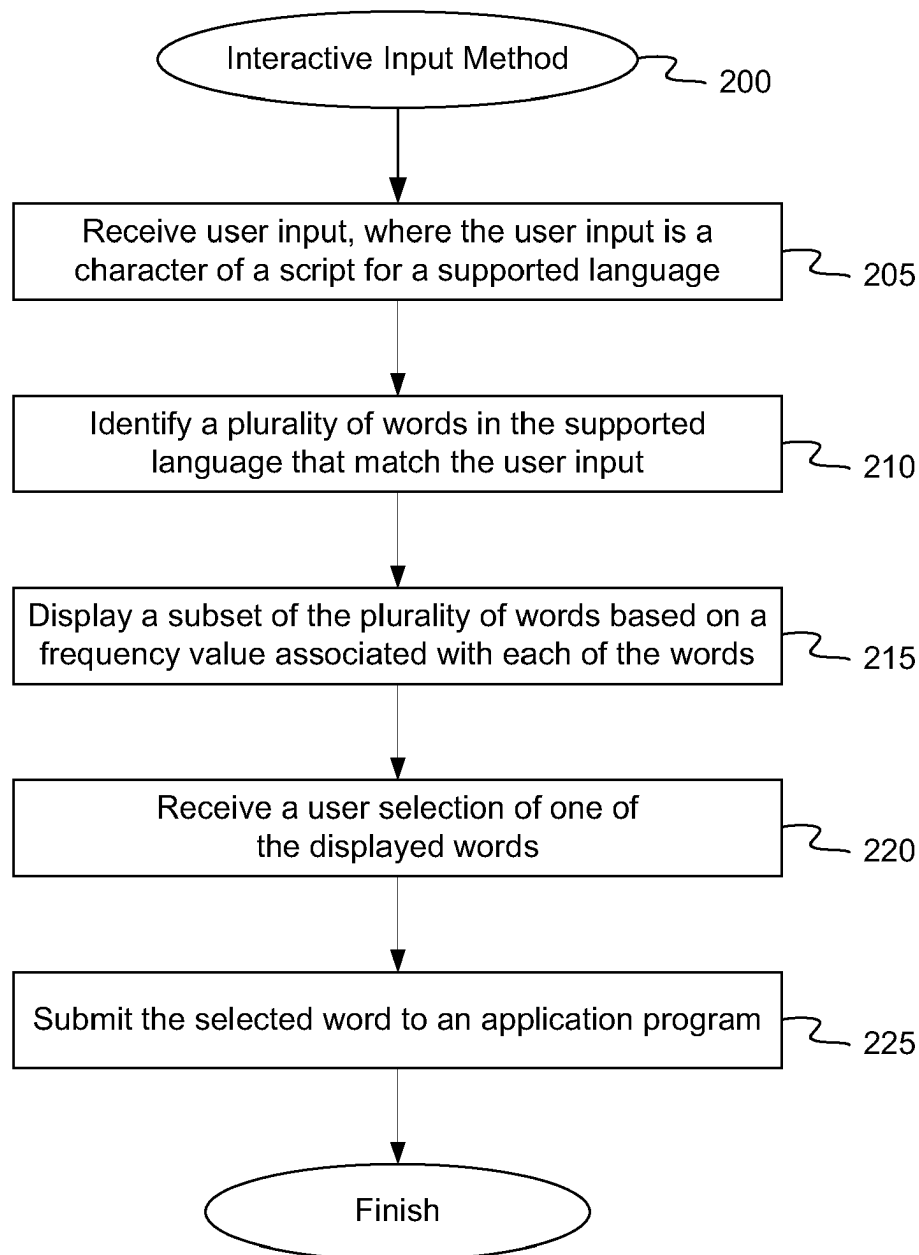 Interactive Input Method
200
Receive user input, where the user input is a
character of a script for a supported language
205
Identify a plurality of words in the supported
language that match the user input
210
Display a subset of the plurality of words based on a
frequency value associated with each of the words
215
Receive a user selection of one of
the displayed words
220
Submit the selected word to an application program
225
Finish